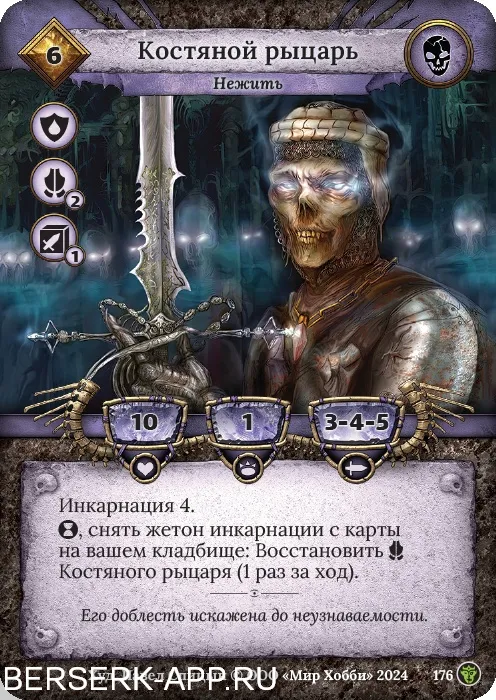 6
Костяной рыцарь
Нежить
2
1
10
1
3-4-5
Инкарнация 4.
, снять жетон инкарнации с карты
на вашем кладбище: Восстановить
Костяного рыцаря (1 раз за ход).
Его доблесть искажена до неузнаваемости.
ООО «Мир Хобби» 2024 176
BERSERK-APP.RU